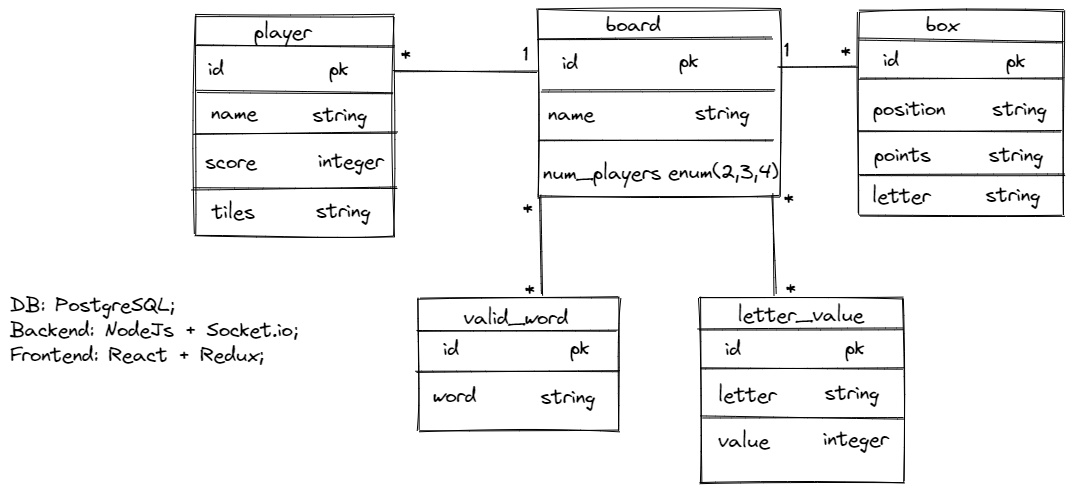 player
id pk
name string
score integer
tiles string
* 1
board
id pk
name string
num_players enum(2,3,4)
1 *
box
id pk
position string
points string
letter string
* *
* *
valid_word
id pk
word string
letter_value
id pk
letter string
value integer
DB: PostgreSQL;
Backend: NodeJs + Socket.io;
Frontend: React + Redux;